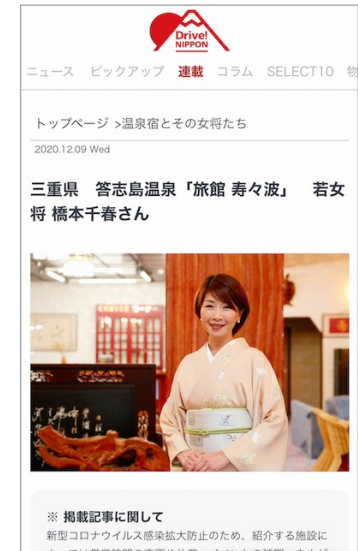 Drive!
NIPPON
ニュース ピックアップ 連載 コラム SELECT10 物
トップページ >温泉宿とその女将たち
2020.12.09 Wed
三重県 答志島温泉「旅館 寿々波」 若女
将 橋本千春さん
※ 掲載記事に関して
新型コロナウイルス感染拡大防止のため、紹介する施設に